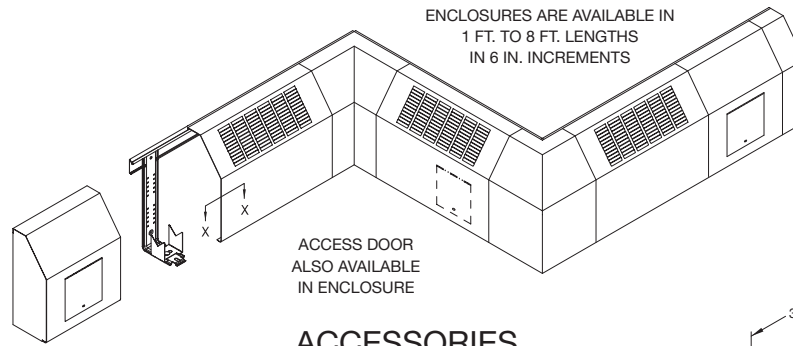 ENCLOSURES ARE AVAILABLE IN
1 FT. TO 8 FT. LENGTHS
IN 6 IN. INCREMENTS
X X
ACCESS DOOR
ALSO AVAILABLE
IN ENCLOSURE
ACCESSORIES
3